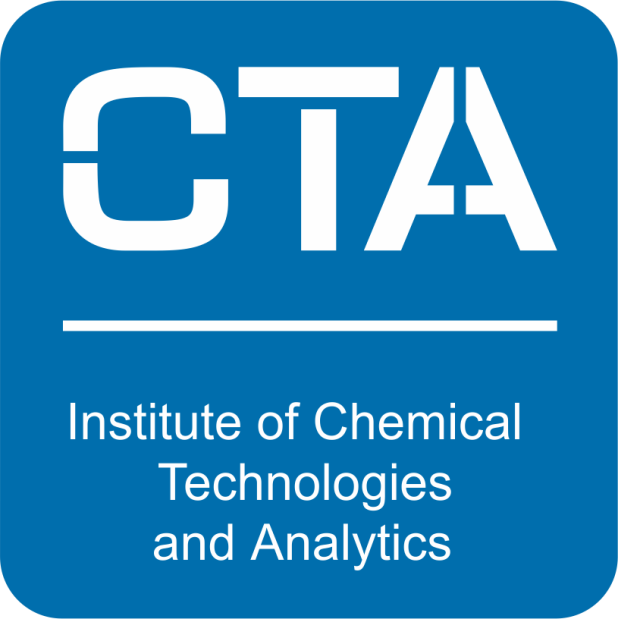 CTA
Institute of Chemical
Technologies
and Analytics